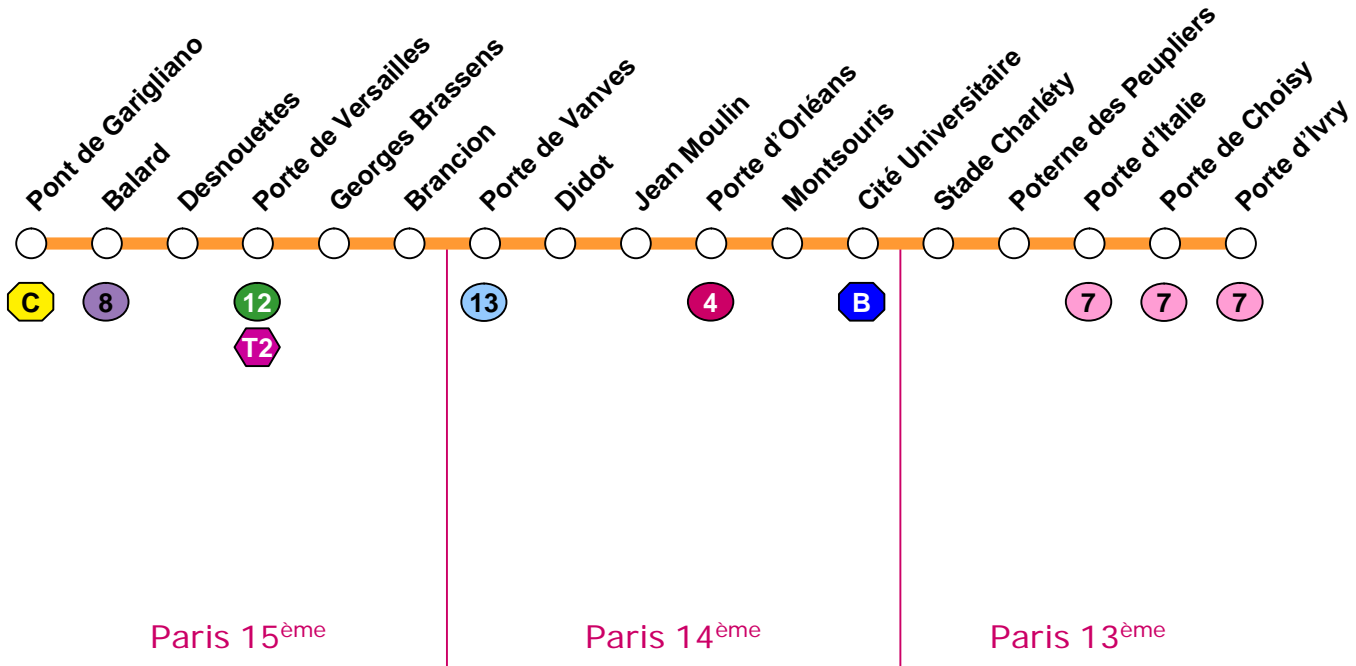 Pont de Garigliano
Balard
Desnouettes
Porte de Versailles
Georges Brassens
Brancion
Porte de Vanves
Didot
Jean Moulin
Porte d'Orléans
Montsouris
Cité Universitaire
Stade Charléty
Poterne des Peupliers
Porte d'Italie
Porte de Choisy
Porte d'Ivry
C
8
12
13
4
B
7
7
7
T2
Paris 15ème
Paris 14ème
Paris 13ème